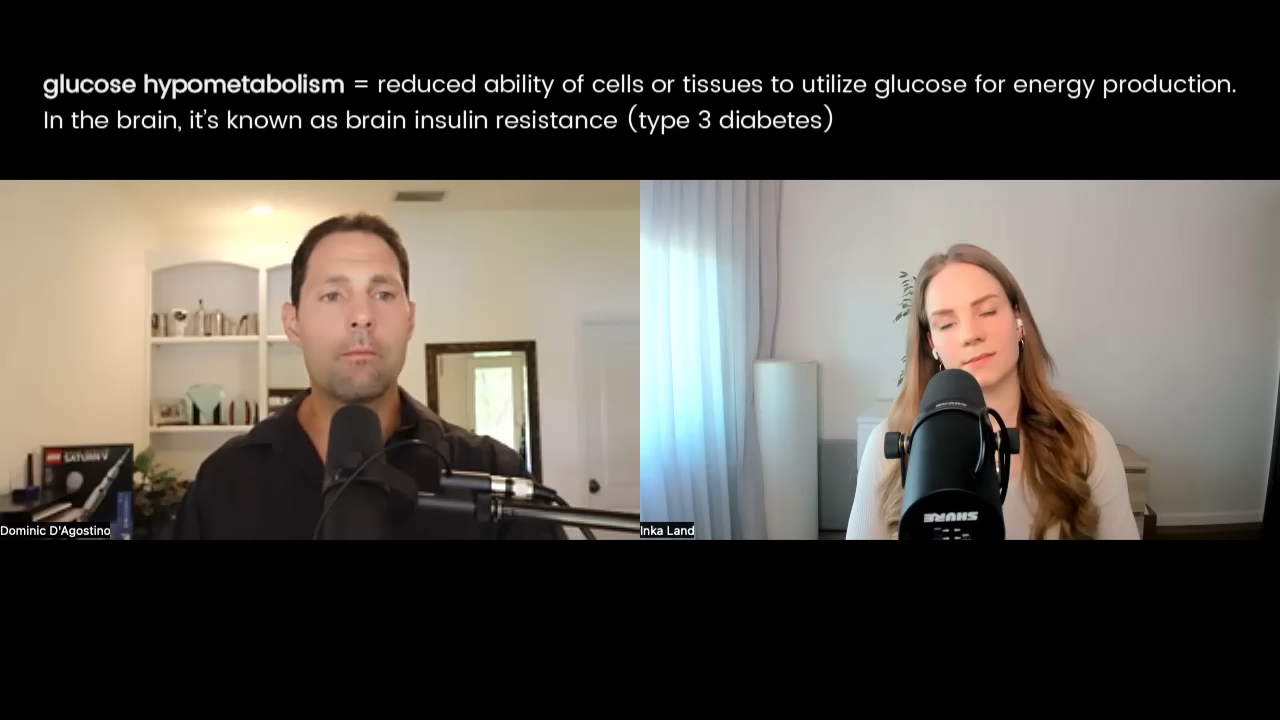 glucose hypometabolism = reduced ability of cells or tissues to utilize glucose for energy production.
In the brain, it's known as brain insulin resistance (type 3 diabetes)
SATURN V
Dominic D'Agostino
Inka Land
SHURE